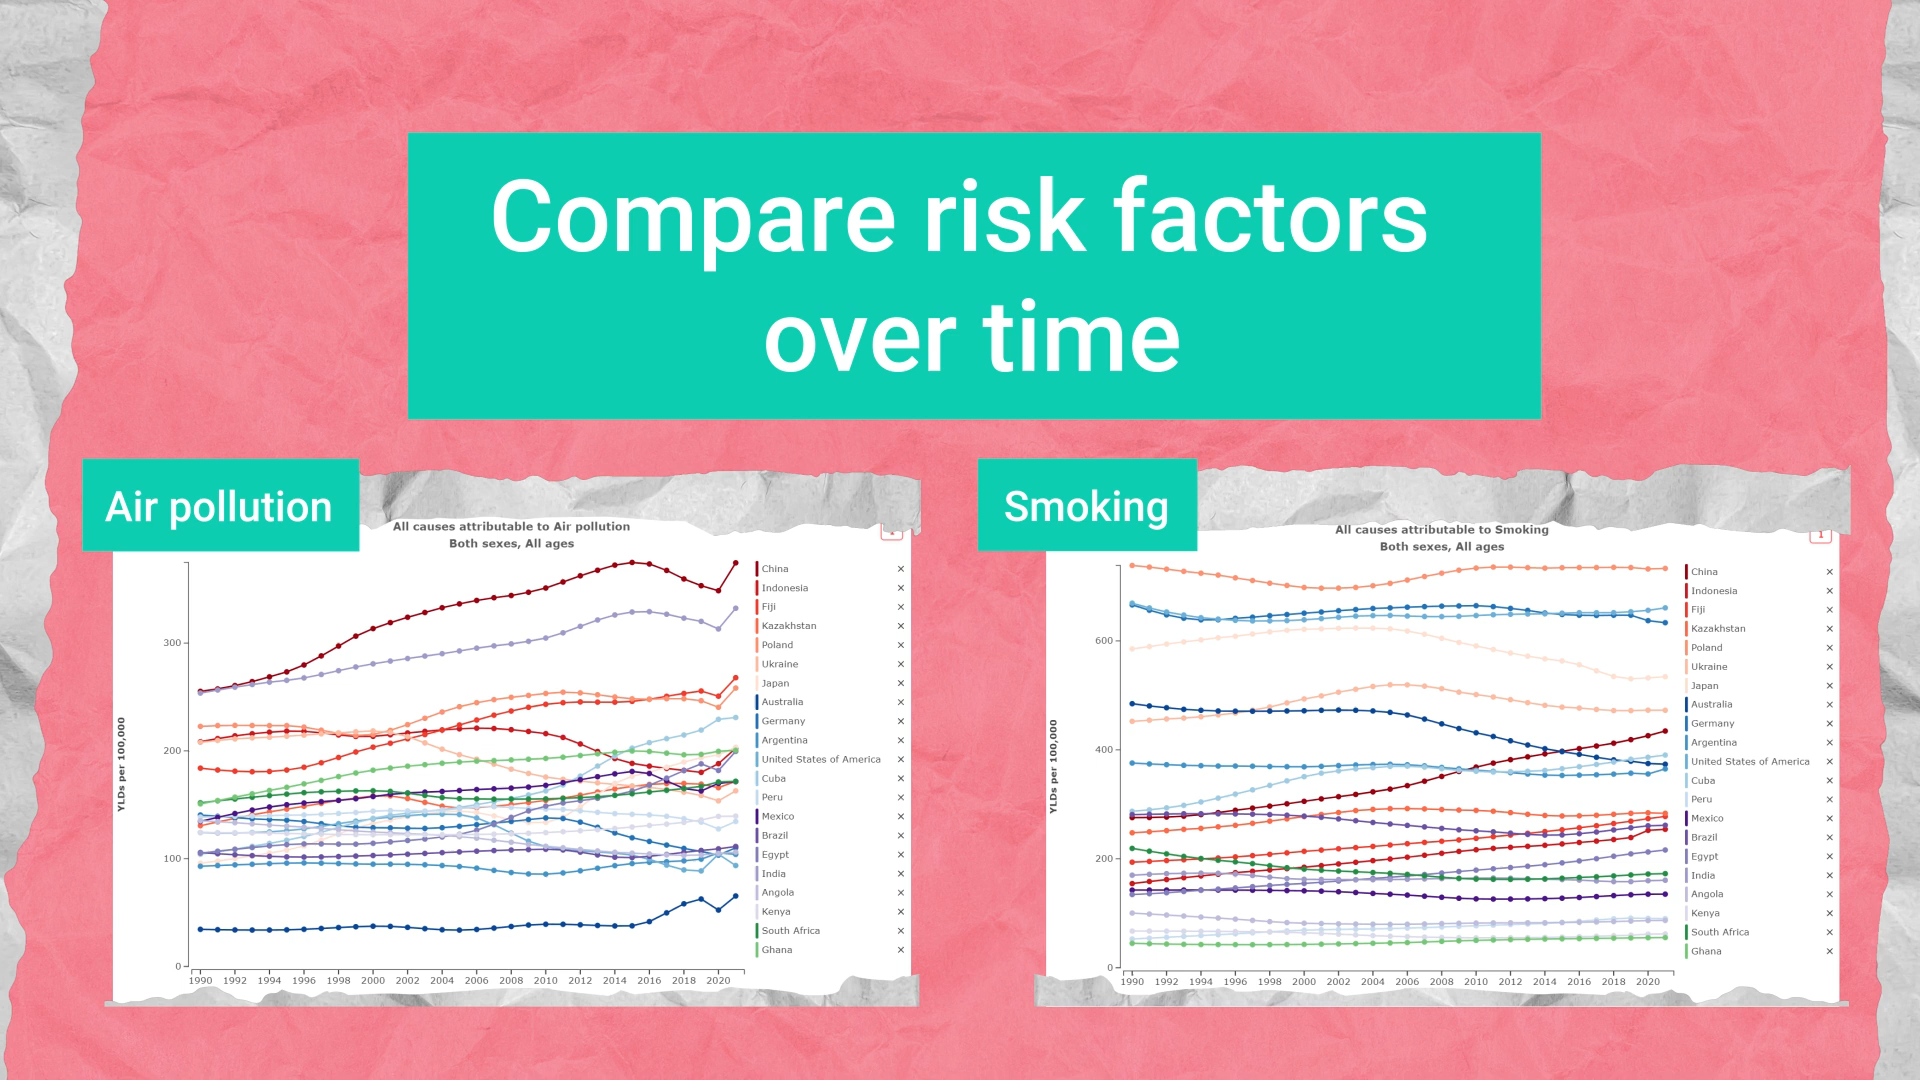 Compare risk factors
over time
Air pollution
All causes attributable to Air pollution
Both sexes, All ages
YLDs per 100,000
300
200
100
0
1990 1992 1994 1996 1998 2000 2002 2004 2006 2008 2010 2012 2014 2016 2018 2020
China ×
Indonesia ×
Fiji ×
Kazakhstan ×
Poland ×
Ukraine ×
Japan ×
Australia ×
Germany ×
Argentina ×
United States of America ×
Cuba ×
Peru ×
Mexico ×
Brazil ×
Egypt ×
India ×
Angola ×
Kenya ×
South Africa ×
Ghana ×
Smoking
All causes attributable to Smoking
Both sexes, All ages
1
YLDs per 100,000
600
400
200
0
1990 1992 1994 1996 1998 2000 2002 2004 2006 2008 2010 2012 2014 2016 2018 2020
China ×
Indonesia ×
Fiji ×
Kazakhstan ×
Poland ×
Ukraine ×
Japan ×
Australia ×
Germany ×
Argentina ×
United States of America ×
Cuba ×
Peru ×
Mexico ×
Brazil ×
Egypt ×
India ×
Angola ×
Kenya ×
South Africa ×
Ghana ×